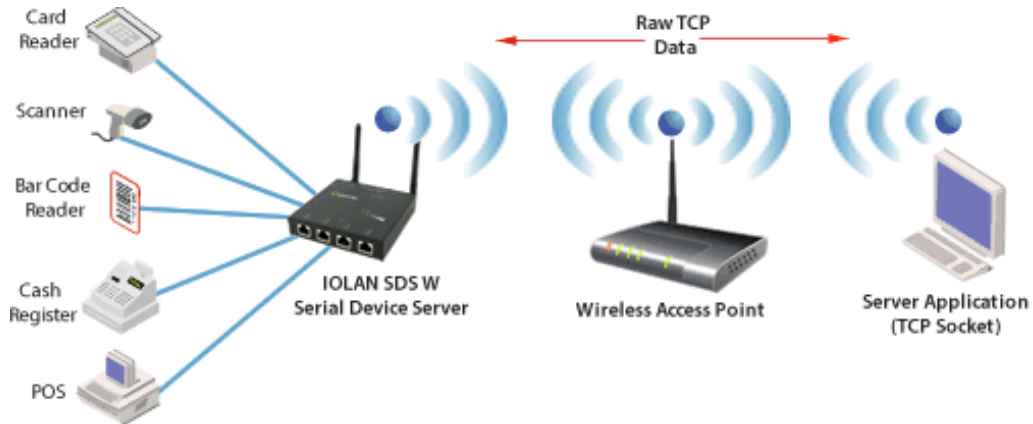 Card
Reader
Scanner
Bar Code
Reader
Cash
Register
POS
IOLAN SDS W
Serial Device Server
Raw TCP
Data
Wireless Access Point
Server Application
(TCP Socket)